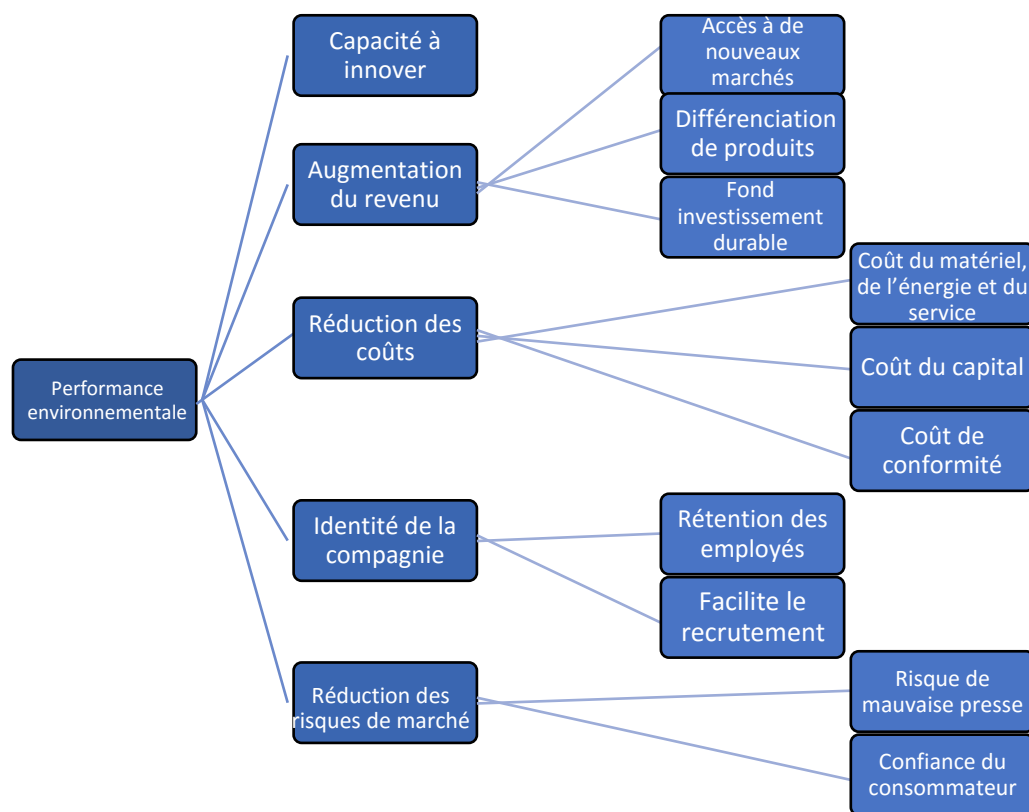 Performance
environnementale
Capacité à
innover
Augmentation
du revenu
Accès à de
nouveaux
marchés
Différenciation
de produits
Fond
investissement
durable
Réduction des
coûts
Coût du matériel,
de l'énergie et du
service
Coût du capital
Coût de
conformité
Identité de la
compagnie
Rétention des
employés
Facilite le
recrutement
Réduction des
risques de marché
Risque de
mauvaise presse
Confiance du
consommateur